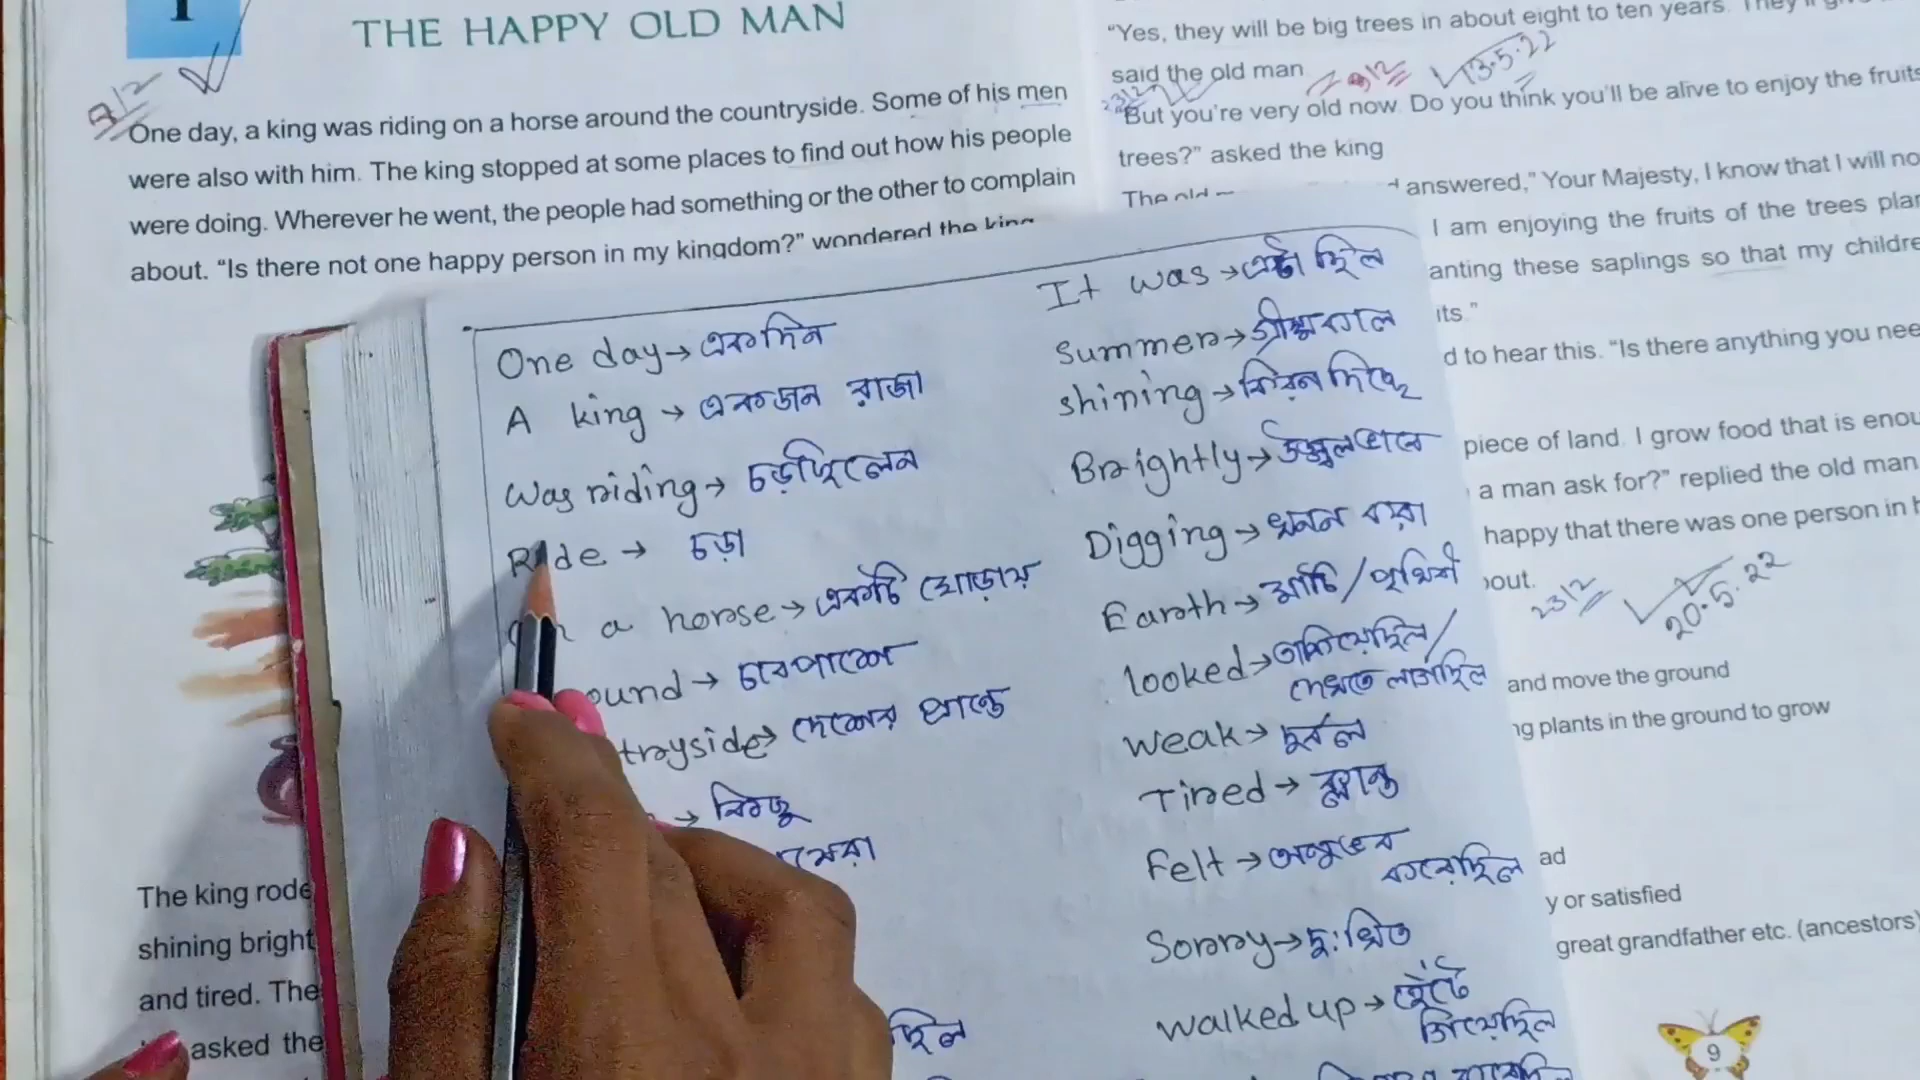 1
THE HAPPY OLD MAN
One day, a king was riding on a horse around the countryside. Some of his men
were also with him. The king stopped at some places to find out how his people
were doing. Wherever he went, the people had something or the other to complain
about. “Is there not one happy person in my kingdom?” wondered the king
The king rode
shining bright
and tired. The
asked the
One day → একদিন
A king → একজন রাজা
Was riding → চড়ছিলেন
Ride → চড়া
a horse → একটি ঘোড়ায়
ound → চারপাশে
tryside → দেশের প্রান্তে
→ কিছু
ছিল
It was → এটা ছিল
Summer → গ্রীষ্মকাল
shining → কিরন দিচ্ছে
Brightly → উজ্জ্বলভাবে
Digging → খনন করা
Earth → মাটি / পৃথিবী
looked → তাকিয়েছিল /
দেখতে লাগছিল
Weak → দুর্বল
Tired → ক্লান্ত
Felt → অনুভব
করেছিল
Sorry → দুঃখিত
Walked up → হেঁটে
গিয়েছিল
“Yes, they will be big trees in about eight to ten years. They'll
said the old man
13.5.22
“But you're very old now. Do you think you'll be alive to enjoy the fruits
trees?” asked the king
The old answered,” Your Majesty, I know that I will no
I am enjoying the fruits of the trees plan
anting these saplings so that my childre
its.”
d to hear this. “Is there anything you nee
piece of land. I grow food that is enou
a man ask for?” replied the old man
happy that there was one person in h
bout.
20.5.22
and move the ground
ng plants in the ground to grow
ad
y or satisfied
great grandfather etc. (ancestors)
9